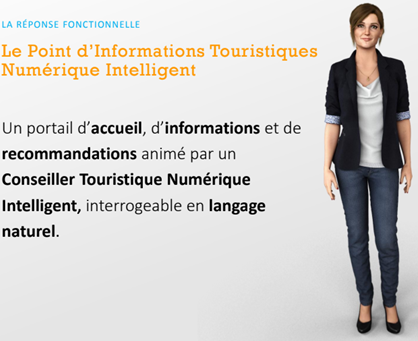 LA RÉPONSE FONCTIONNELLE
Le Point d’Informations Touristiques
Numérique Intelligent
Un portail d’accueil, d’informations et de
recommandations animé par un
Conseiller Touristique Numérique
Intelligent, interrogeable en langage
naturel.